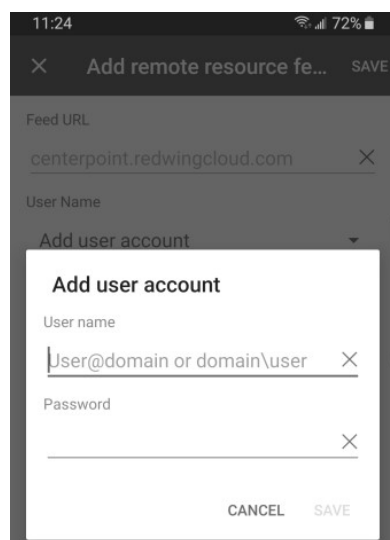 11:24 72%
Add remote resource fe... SAVE
Feed URL
centerpoint.redwingcloud.com
User Name
Add user account
Add user account
User name
User@domain or domain\user
Password
CANCEL SAVE